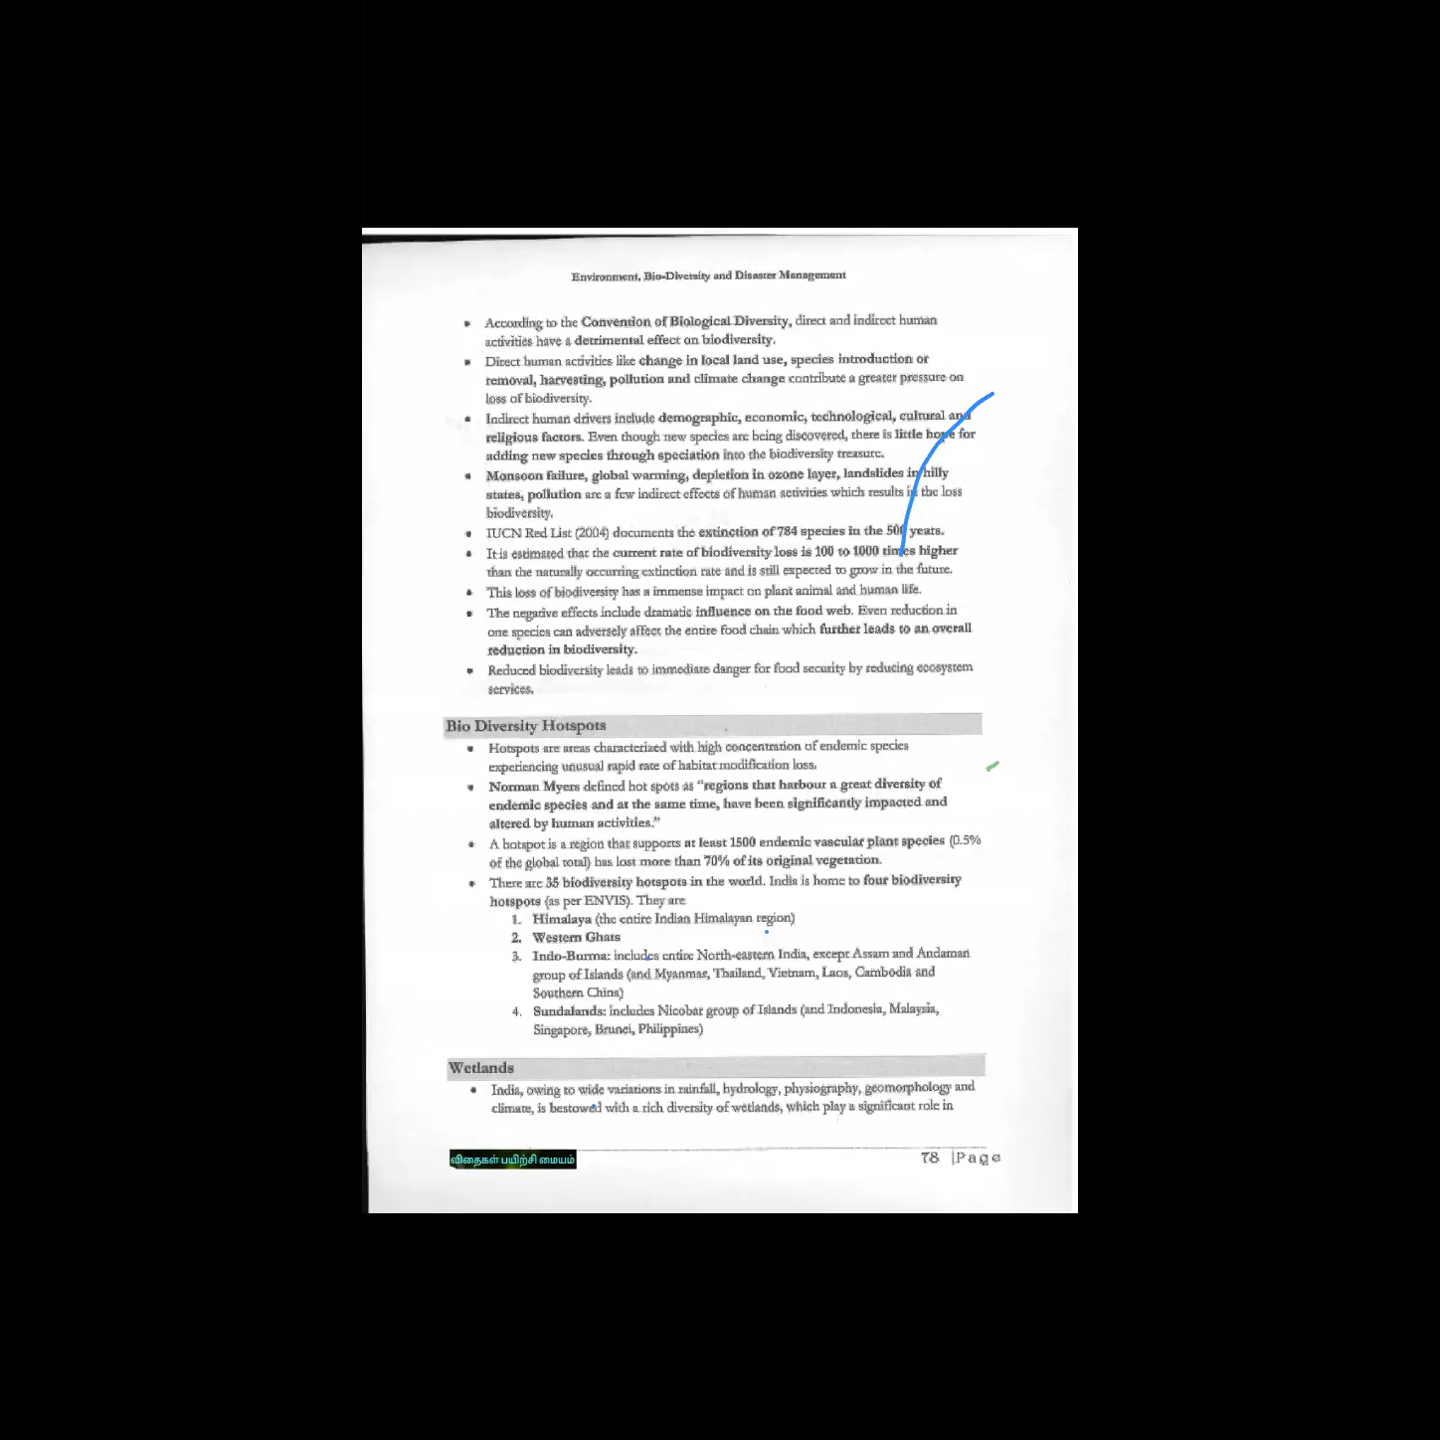 Environment, Bio-Diversity and Disaster Management
• According to the Convention of Biological Diversity, direct and indirect human
activities have a detrimental effect on biodiversity.
• Direct human activities like change in local land use, species introduction or
removal, harvesting, pollution and climate change contribute a greater pressure on
loss of biodiversity.
• Indirect human drivers include demographic, economic, technological, cultural and
religious factors. Even though new species are being discovered, there is little hope for
adding new species through speciation into the biodiversity treasure.
• Monsoon failure, global warming, depletion in ozone layer, landslides in hilly
states, pollution are a few indirect effects of human activities which results in the loss
biodiversity.
• IUCN Red List (2004) documents the extinction of 784 species in the 500 years.
• It is estimated that the current rate of biodiversity loss is 100 to 1000 times higher
than the naturally occurring extinction rate and is still expected to grow in the future.
• This loss of biodiversity has a immense impact on plant animal and human life.
• The negative effects include dramatic influence on the food web. Even reduction in
one species can adversely affect the entire food chain which further leads to an overall
reduction in biodiversity.
• Reduced biodiversity leads to immediate danger for food security by reducing ecosystem
services.
Bio Diversity Hotspots
• Hotspots are areas characterized with high concentration of endemic species
experiencing unusual rapid rate of habitat modification loss.
• Norman Myers defined hot spots as "regions that harbour a great diversity of
endemic species and at the same time, have been significantly impacted and
altered by human activities."
• A hotspot is a region that supports at least 1500 endemic vascular plant species (0.5%
of the global total) has lost more than 70% of its original vegetation.
• There are 35 biodiversity hotspots in the world. India is home to four biodiversity
hotspots (as per ENVIS). They are
1. Himalaya (the entire Indian Himalayan region)
2. Western Ghats
3. Indo-Burma: includes entire North-eastern India, except Assam and Andaman
group of Islands (and Myanmar, Thailand, Vietnam, Laos, Cambodia and
Southern China)
4. Sundalands: includes Nicobar group of Islands (and Indonesia, Malaysia,
Singapore, Brunei, Philippines)
Wetlands
• India, owing to wide variations in rainfall, hydrology, physiography, geomorphology and
climate, is bestowed with a rich diversity of wetlands, which play a significant role in
விதைகள் பயிற்சி மையம்
78 |Page